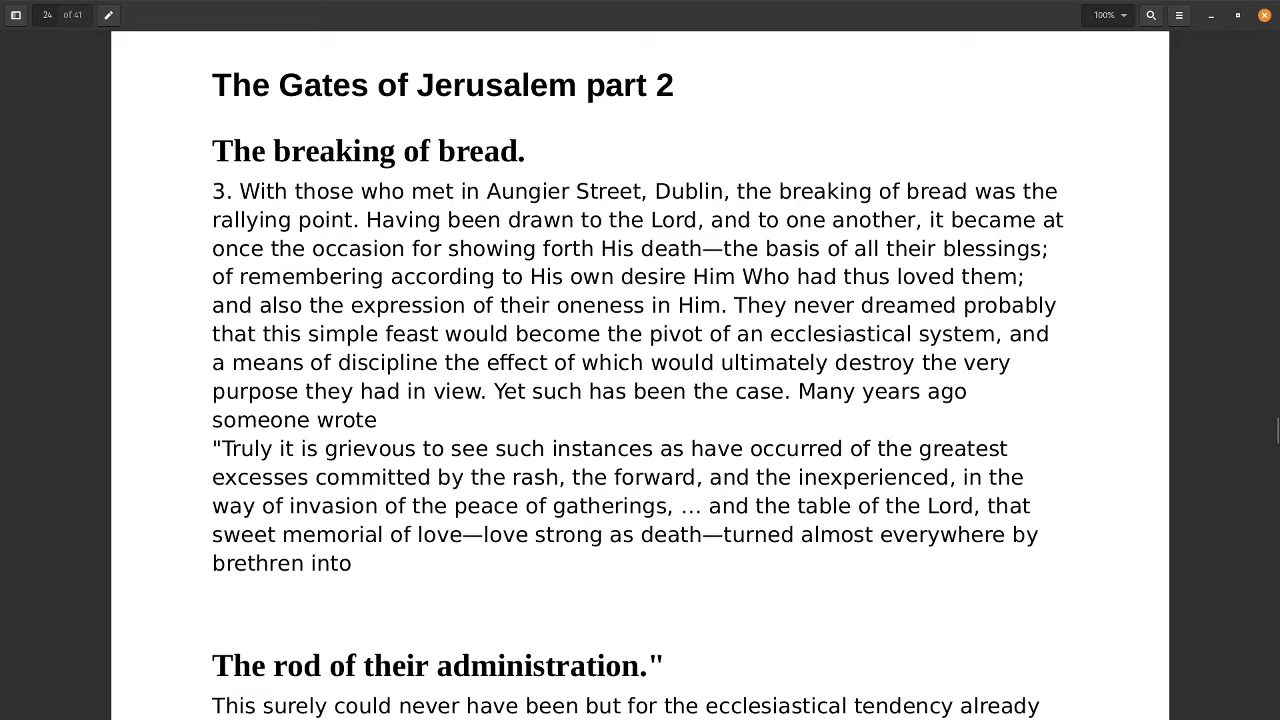 24 of 41
100%
The Gates of Jerusalem part 2
The breaking of bread.
3. With those who met in Aungier Street, Dublin, the breaking of bread was the
rallying point. Having been drawn to the Lord, and to one another, it became at
once the occasion for showing forth His death—the basis of all their blessings;
of remembering according to His own desire Him Who had thus loved them;
and also the expression of their oneness in Him. They never dreamed probably
that this simple feast would become the pivot of an ecclesiastical system, and
a means of discipline the effect of which would ultimately destroy the very
purpose they had in view. Yet such has been the case. Many years ago
someone wrote
"Truly it is grievous to see such instances as have occurred of the greatest
excesses committed by the rash, the forward, and the inexperienced, in the
way of invasion of the peace of gatherings, … and the table of the Lord, that
sweet memorial of love—love strong as death—turned almost everywhere by
brethren into
The rod of their administration."
This surely could never have been but for the ecclesiastical tendency already